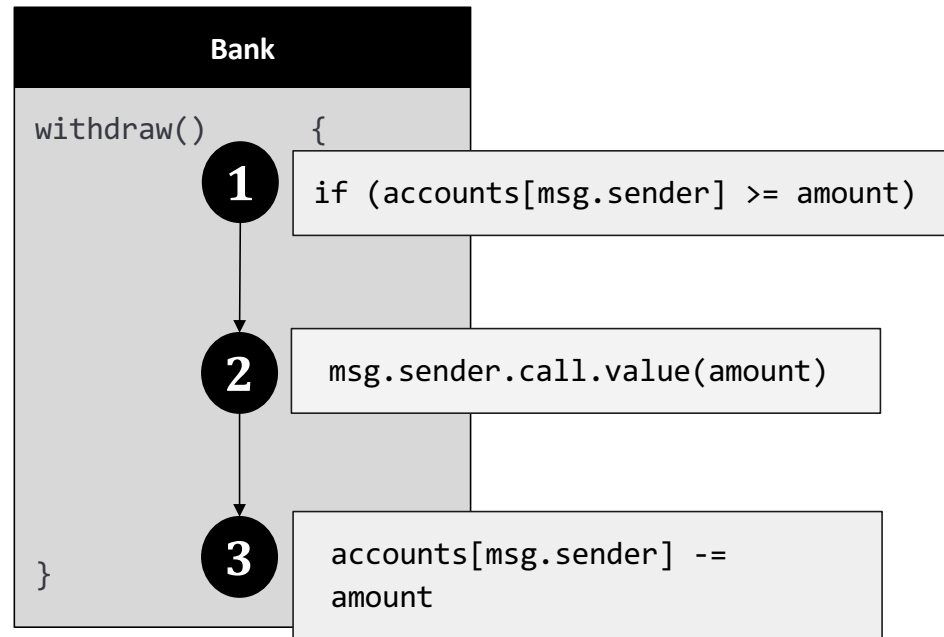 Bank
withdraw() {
1
if (accounts[msg.sender] >= amount)
2
msg.sender.call.value(amount)
3
accounts[msg.sender] -=
amount
}